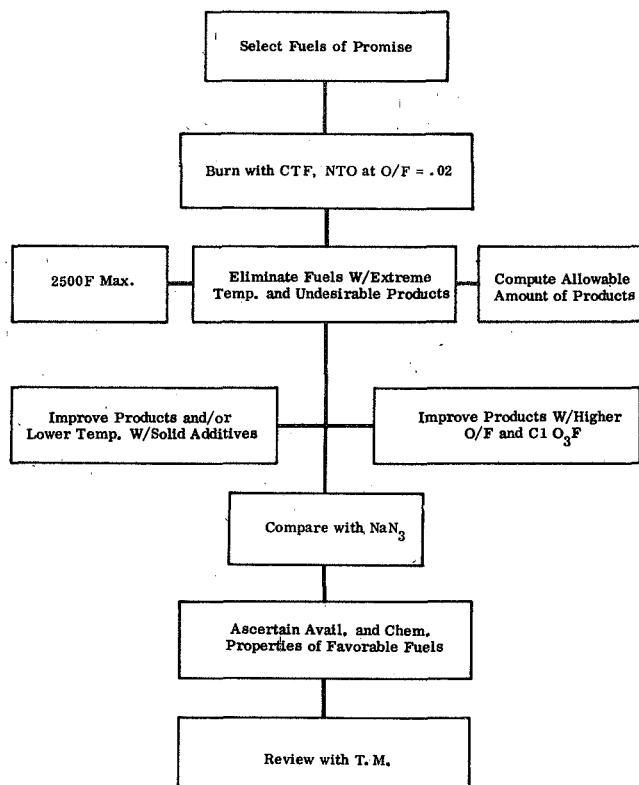 Select Fuels of Promise
Burn with CTF, NTO at O/F = .02
2500F Max.
Eliminate Fuels W/Extreme
Temp. and Undesirable Products
Compute Allowable
Amount of Products
Improve Products and/or
Lower Temp. W/Solid Additives
Improve Products W/Higher
O/F and Cl O3F
Compare with NaN3
Ascertain Avail. and Chem.
Properties of Favorable Fuels
Review with T.M.